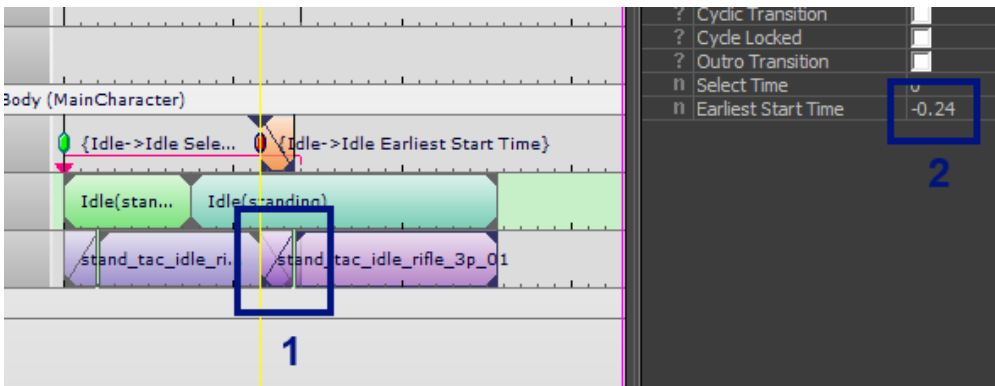 ? Cyclic Transition
? Cycle Locked
? Outro Transition
n Select Time 0
n Earliest Start Time -0.24
2
Body (MainCharacter)
{Idle->Idle Sele... {Idle->Idle Earliest Start Time}
Idle(stan... Idle(standing)
stand_tac_idle_ri... stand_tac_idle_rifle_3p_01
1